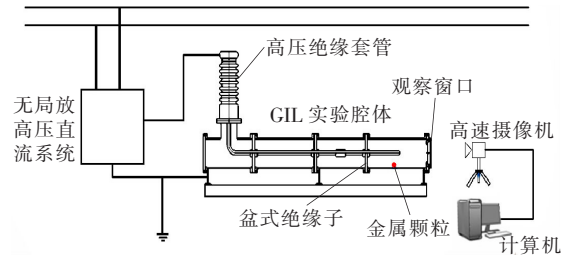 高压绝缘套管
观察窗口
无局放
高压直
流系统
GIL 实验腔体
高速摄像机
盆式绝缘子
金属颗粒
计算机